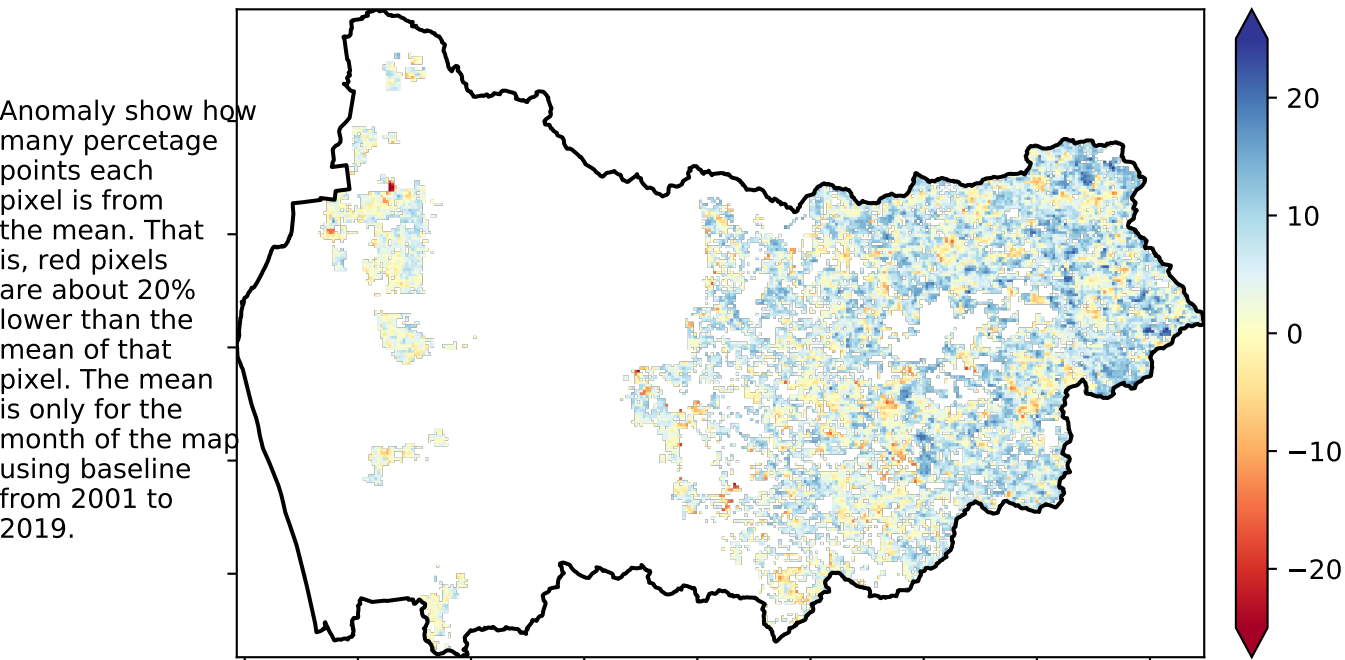 Anomaly show how
many percetage
points each
pixel is from
the mean. That
is, red pixels
are about 20%
lower than the
mean of that
pixel. The mean
is only for the
month of the map
using baseline
from 2001 to
2019.
20
10
0
−10
−20